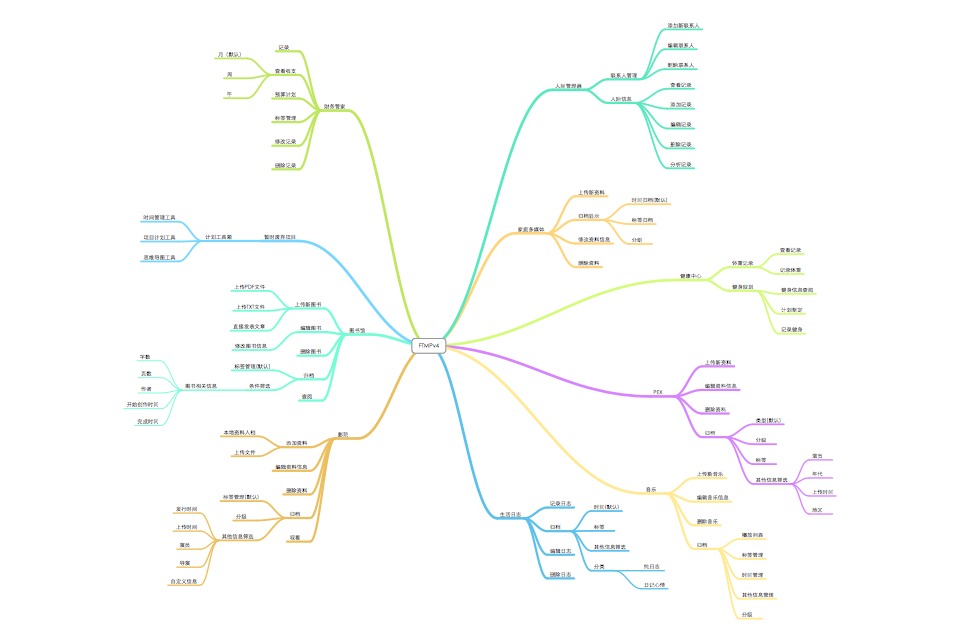 FTMPv4
财务管家
记录
查看收支
月（默认）
周
年
预算计划
标签管理
修改记录
删除记录
暂时废存项目
计划工具箱
时间管理工具
项目计划工具
思维导图工具
图书馆
上传新图书
上传PDF文件
上传TXT文件
直接发表文章
编辑图书
修改图书信息
删除图书
归档
标签管理(默认)
条件筛选
图书相关信息
字数
页数
作者
开始创作时间
完成时间
查阅
影院
添加资料
本地资料入档
上传文件
编辑资料信息
删除资料
归档
标签管理(默认)
分组
其他信息筛选
发行时间
上传时间
演员
导演
自定义信息
观看
人际管理器
联系人管理
添加新联系人
编辑联系人
删除联系人
人际信息
查看记录
添加记录
编辑记录
删除记录
分析记录
家庭多媒体
上传新资料
归档显示
时间归档(默认)
标签归档
分组
修改资料信息
删除资料
健康中心
体重记录
查看记录
记录体重
健身规划
健身信息查阅
计划制定
记录健身
上传新资料
编辑资料信息
删除资料
归档
类型(默认)
分组
标签
其他信息筛选
演员
年代
上传时间
地区
音乐
上传新音乐
编辑音乐信息
删除音乐
归档
播放列表
标签管理
时间管理
其他信息管理
分组
生活日志
记录日志
归档
时间(默认)
标签
其他信息筛选
分类
纯日志
日记心情
编辑日志
删除日志